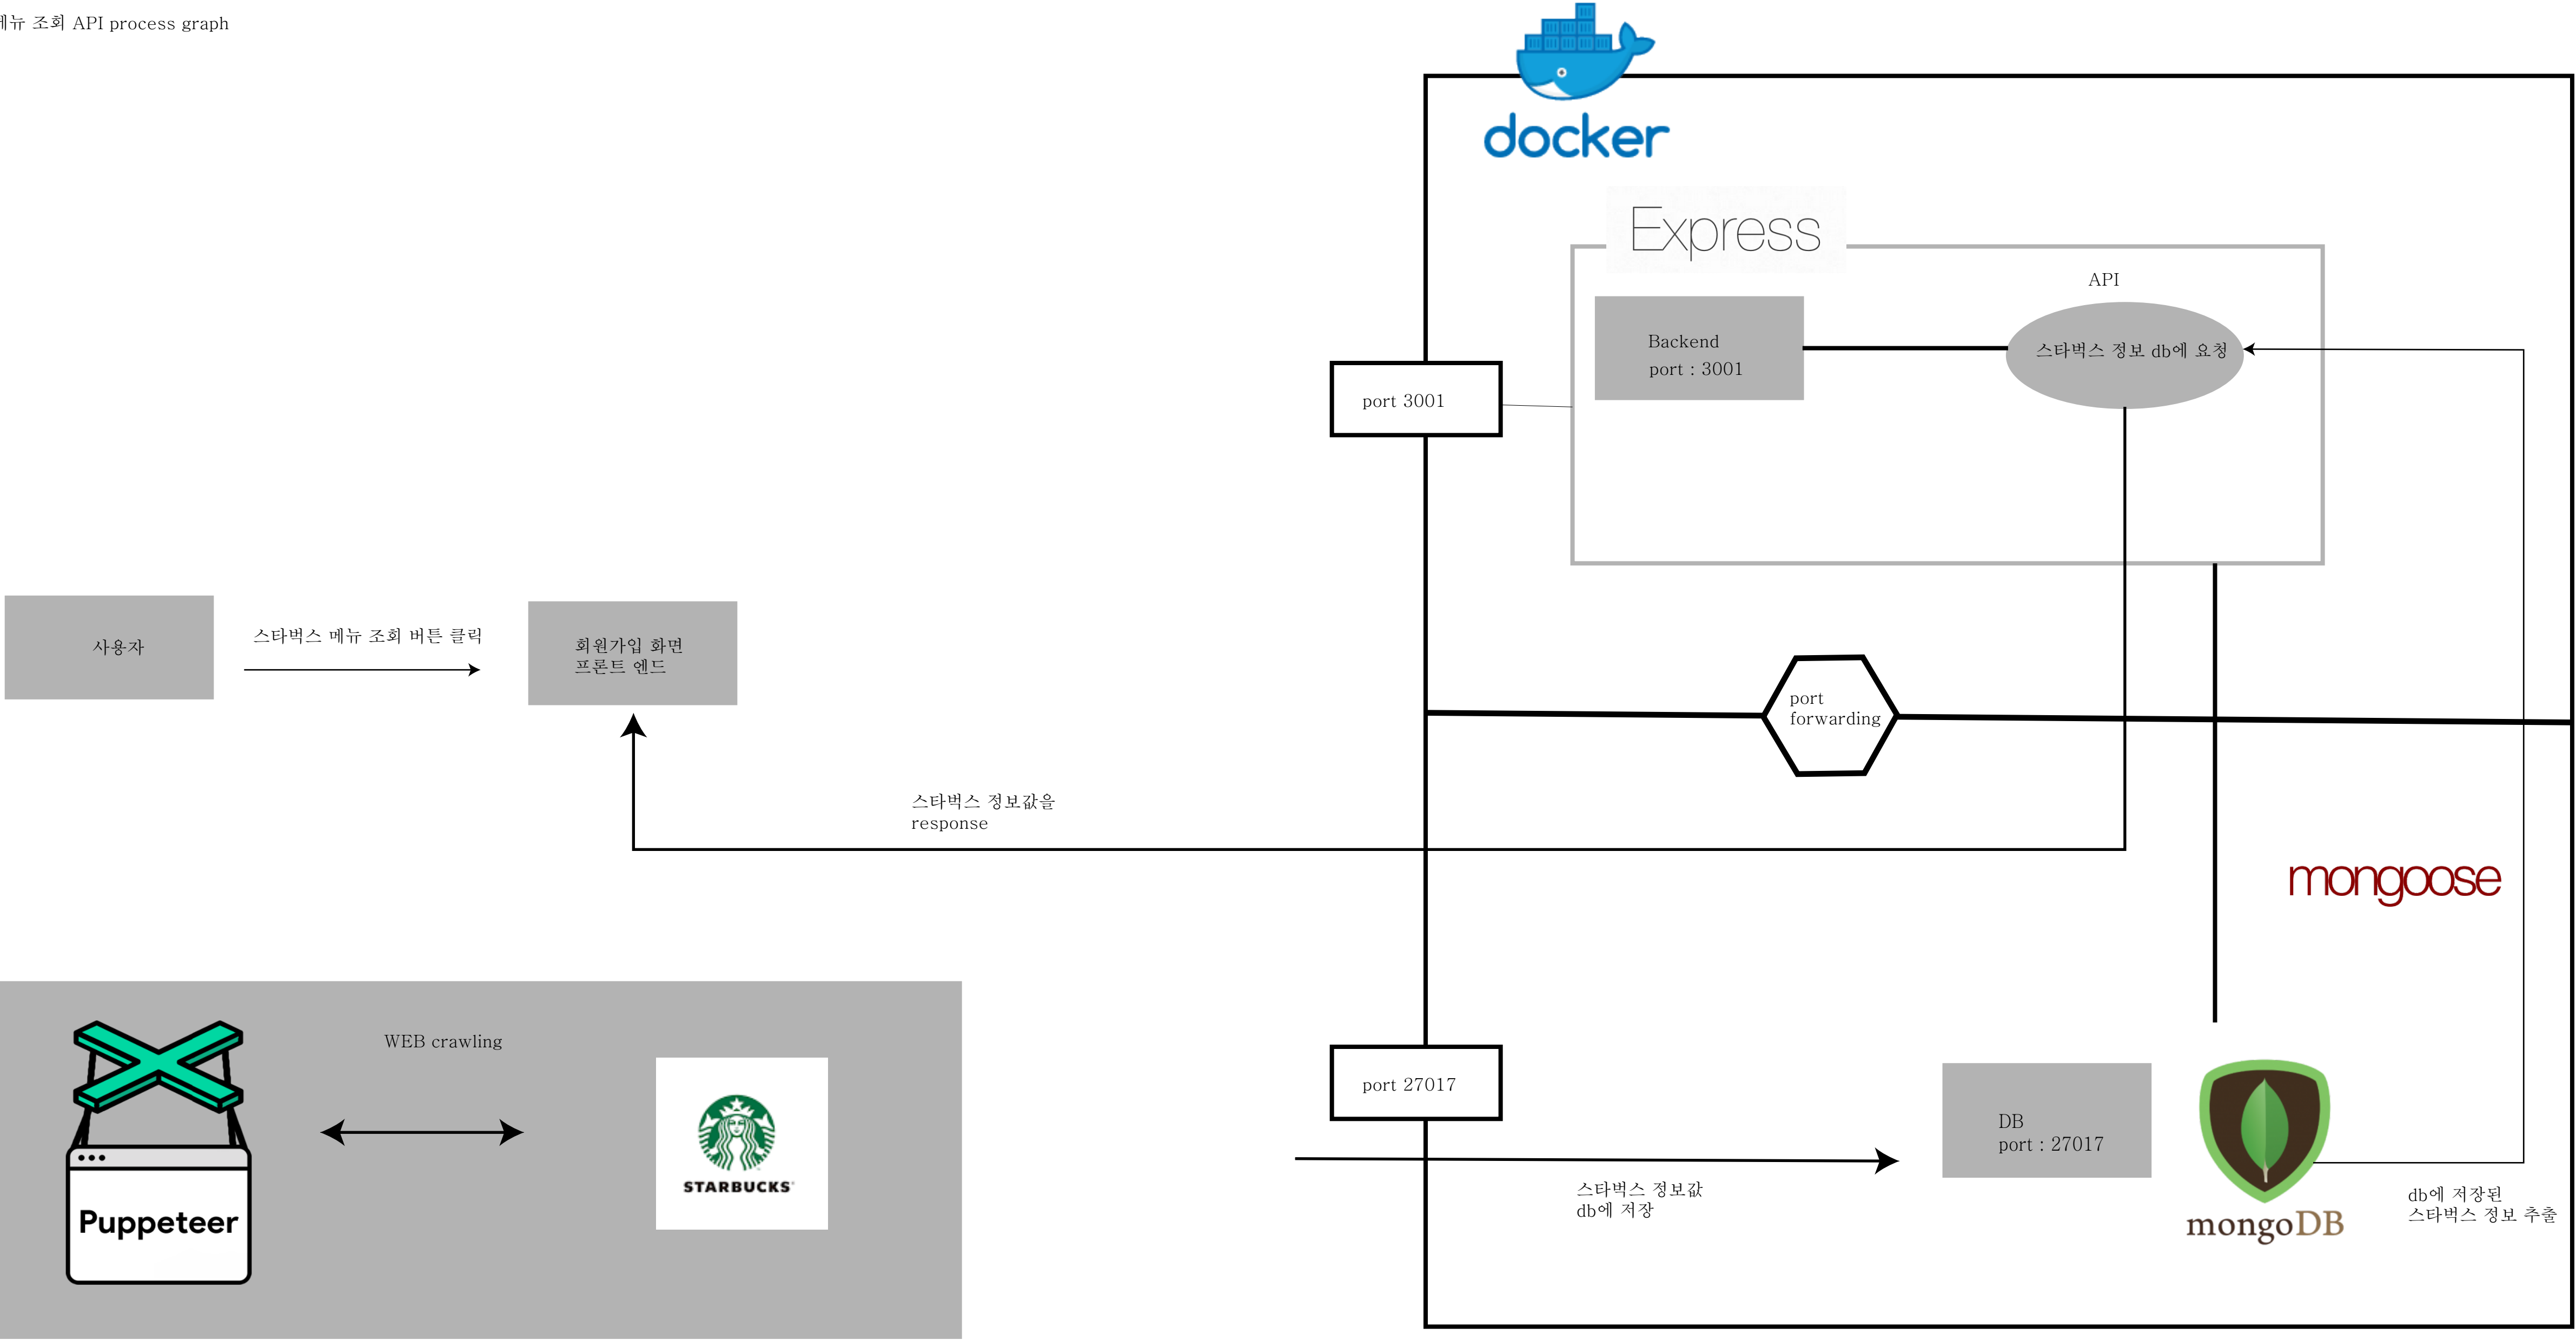 메뉴 조회 API process graph
docker
Express
API
Backend
port : 3001
스타벅스 정보 db에 요청
port 3001
사용자
스타벅스 메뉴 조회 버튼 클릭
회원가입 화면
프론트 엔드
port
forwarding
스타벅스 정보값을
response
mongoose
WEB crawling
Puppeteer
STARBUCKS
port 27017
DB
port : 27017
스타벅스 정보값
db에 저장
mongoDB
db에 저장된
스타벅스 정보 추출